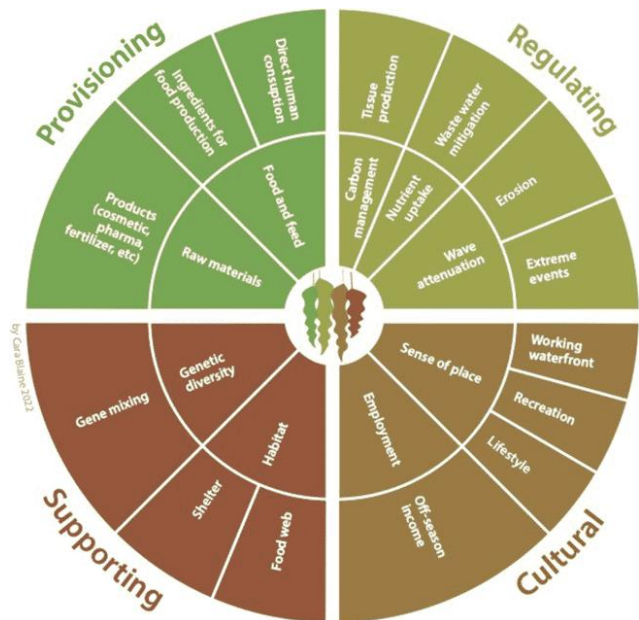 Provisioning
Direct human
consuption
Ingredients for
food production
Products
(cosmetic,
pharma,
fertilizer, etc)
Food and feed
Raw materials
Regulating
Tissue
production
Waste water
mitigation
Erosion
Extreme
events
Carbon
management
Nutrient
uptake
Wave
attenuation
Supporting
Genetic
diversity
Gene mixing
Habitat
Shelter
Food web
Cultural
Sense of place
Working
waterfront
Recreation
Lifestyle
Employment
Off-season
Income
by Cara Blaine 2022